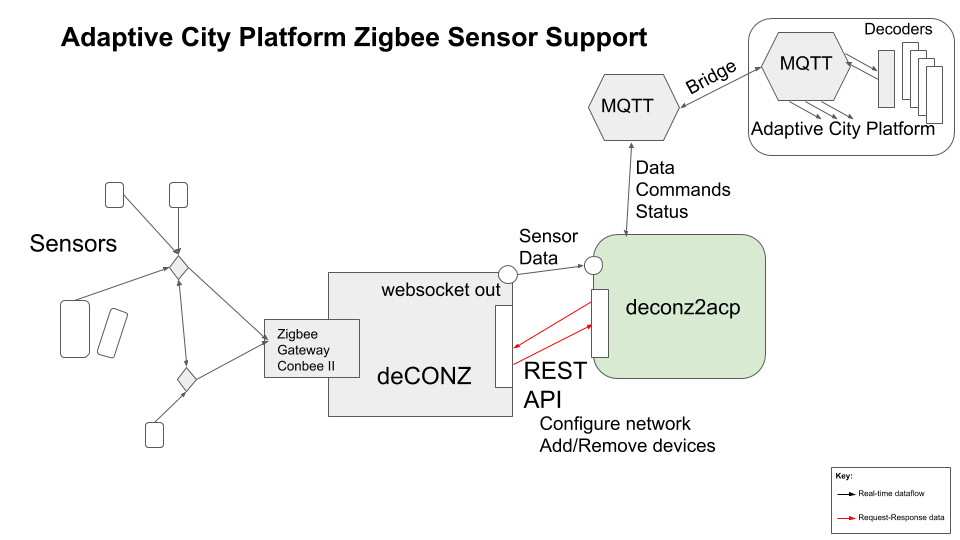 Adaptive City Platform Zigbee Sensor Support
Decoders
MQTT
Bridge
MQTT
Adaptive City Platform
Data
Commands
Status
Sensors
Sensor
Data
websocket out
deconz2acp
Zigbee
Gateway
Conbee II
deCONZ
REST
API
Configure network
Add/Remove devices
Key:
Real-time dataflow
Request-Response data